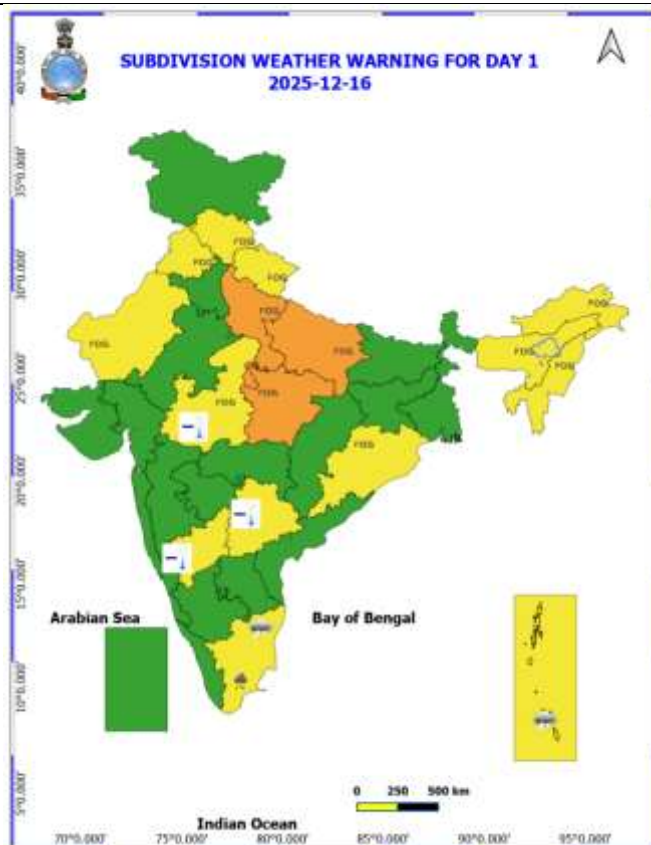 SUBDIVISION WEATHER WARNING FOR DAY 1
2025-12-16
40°0.000'
35°0.000'
30°0.000'
25°0.000'
20°0.000'
15°0.000'
10°0.000'
5°0.000'
FOG
FOG
FOG
FOG
FOG
FOG
FOG
FOG
FOG
FOG
FOG
FOG
Arabian Sea
Bay of Bengal
0 250 500 km
Indian Ocean
70°0.000' 75°0.000' 80°0.000' 85°0.000' 90°0.000' 95°0.000'